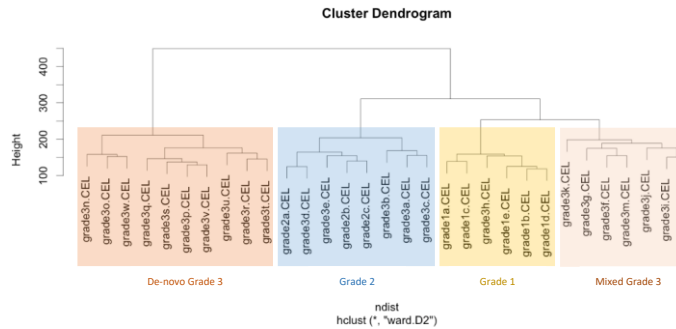 Cluster Dendrogram
Height
400
300
200
100
grade3n.CEL
grade3o.CEL
grade3w.CEL
grade3q.CEL
grade3s.CEL
grade3p.CEL
grade3v.CEL
grade3u.CEL
grade3r.CEL
grade3t.CEL
grade2a.CEL
grade3d.CEL
grade3e.CEL
grade2b.CEL
grade2c.CEL
grade3b.CEL
grade3a.CEL
grade3c.CEL
grade1a.CEL
grade1c.CEL
grade3h.CEL
grade1e.CEL
grade1b.CEL
grade1d.CEL
grade3k.CEL
grade3g.CEL
grade3f.CEL
grade3m.CEL
grade3j.CEL
grade3i.CEL
De-novo Grade 3
Grade 2
Grade 1
Mixed Grade 3
ndist
hclust (*, "ward.D2")